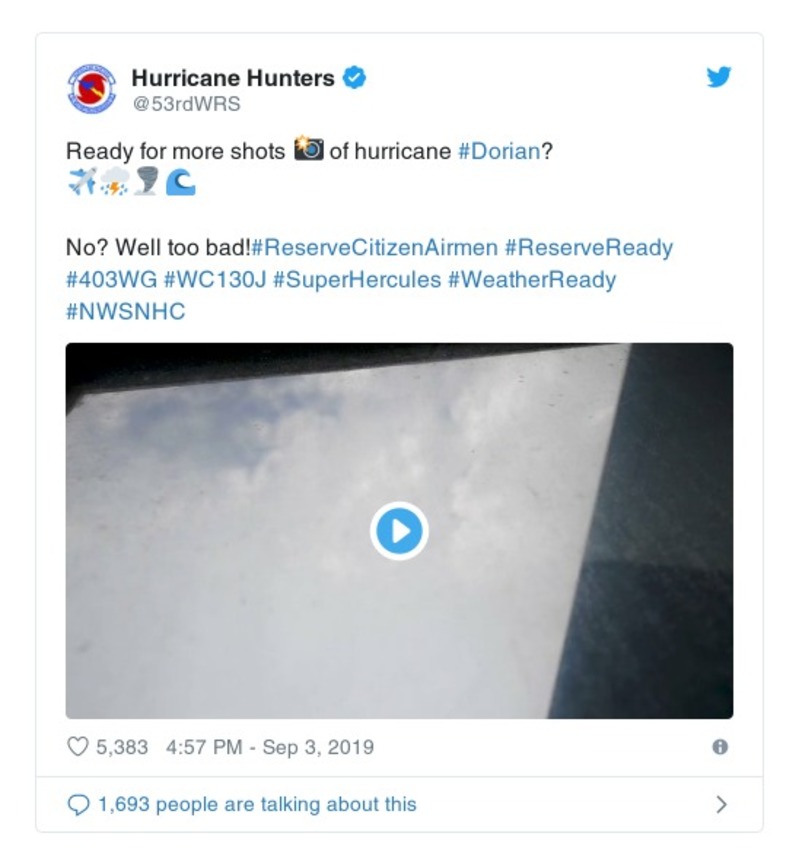 Hurricane Hunters
@53rdWRS
Ready for more shots 📸 of hurricane #Dorian?
✈️⛈️🌪️🌊
No? Well too bad!#ReserveCitizenAirmen #ReserveReady
#403WG #WC130J #SuperHercules #WeatherReady
#NWSNHC
5,383 4:57 PM - Sep 3, 2019
1,693 people are talking about this